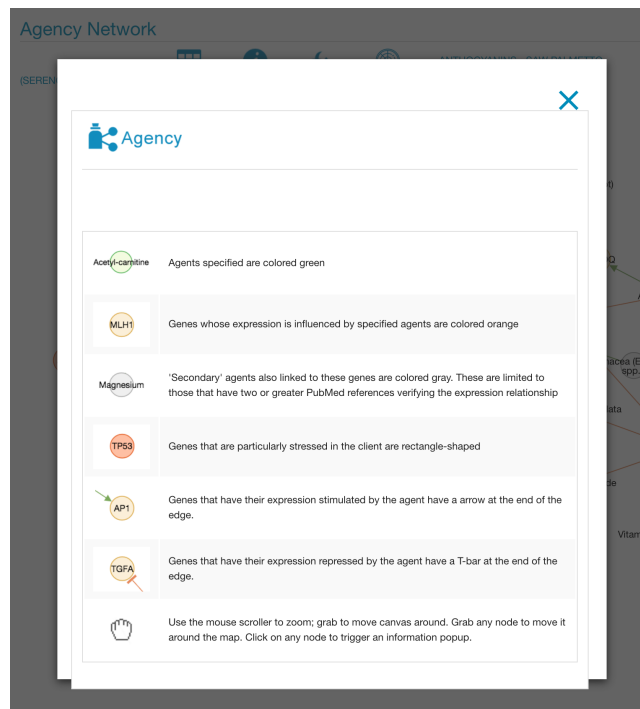 Agency Network
(SEREN
Agency
Acetyl-carnitine
Agents specified are colored green
MLH1
Genes whose expression is influenced by specified agents are colored orange
Magnesium
'Secondary' agents also linked to these genes are colored gray. These are limited to
those that have two or greater PubMed references verifying the expression relationship
TP53
Genes that are particularly stressed in the client are rectangle-shaped
AP1
Genes that have their expression stimulated by the agent have a arrow at the end of the
edge.
TGFA
Genes that have their expression repressed by the agent have a T-bar at the end of the
edge.
Use the mouse scroller to zoom; grab to move canvas around. Grab any node to move it
around the map. Click on any node to trigger an information popup.
t)
Q
acea (E
spp.
ata
de
Vitam